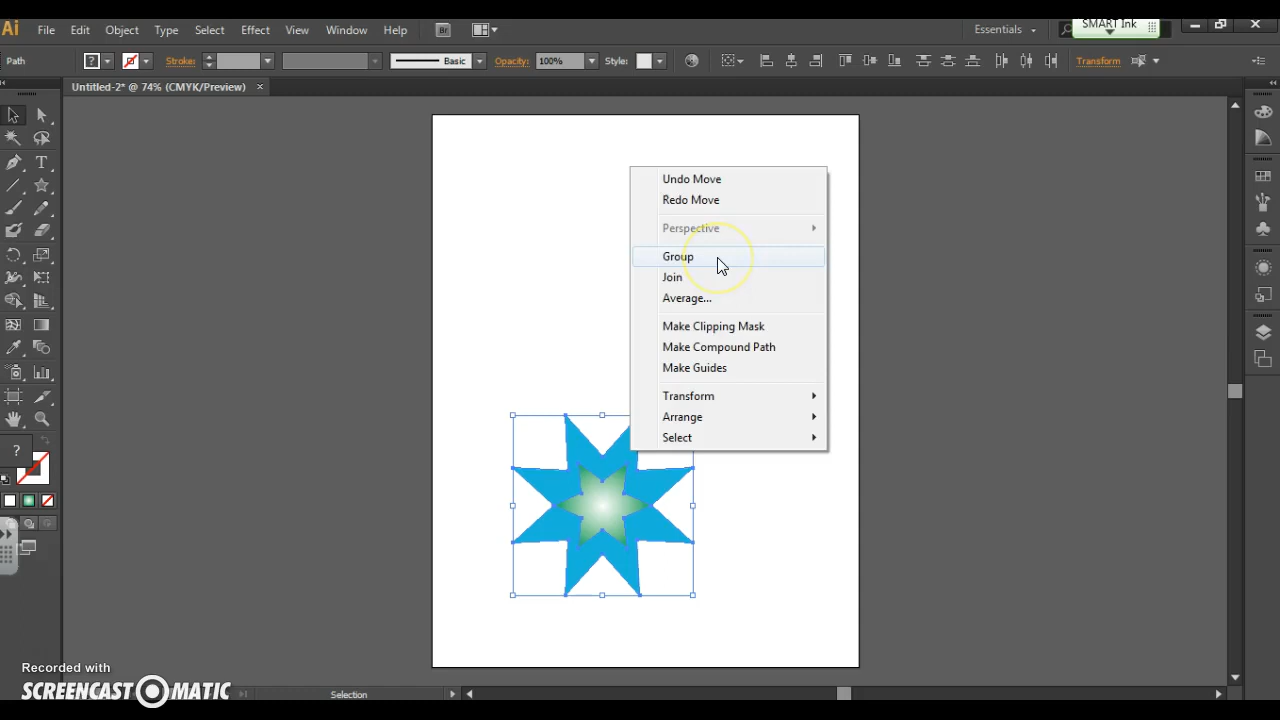 Ai File Edit Object Type Select Effect View Window Help Br Essentials SMART Ink
Path ? Stroke: Basic Opacity: 100% Style: Transform
Untitled-2* @ 74% (CMYK/Preview) ×
T
Undo Move
Redo Move
Perspective
Group
Join
Average...
Make Clipping Mask
Make Compound Path
Make Guides
Transform
Arrange
Select
?
Recorded with
SCREENCAST-O-MATIC
Selection